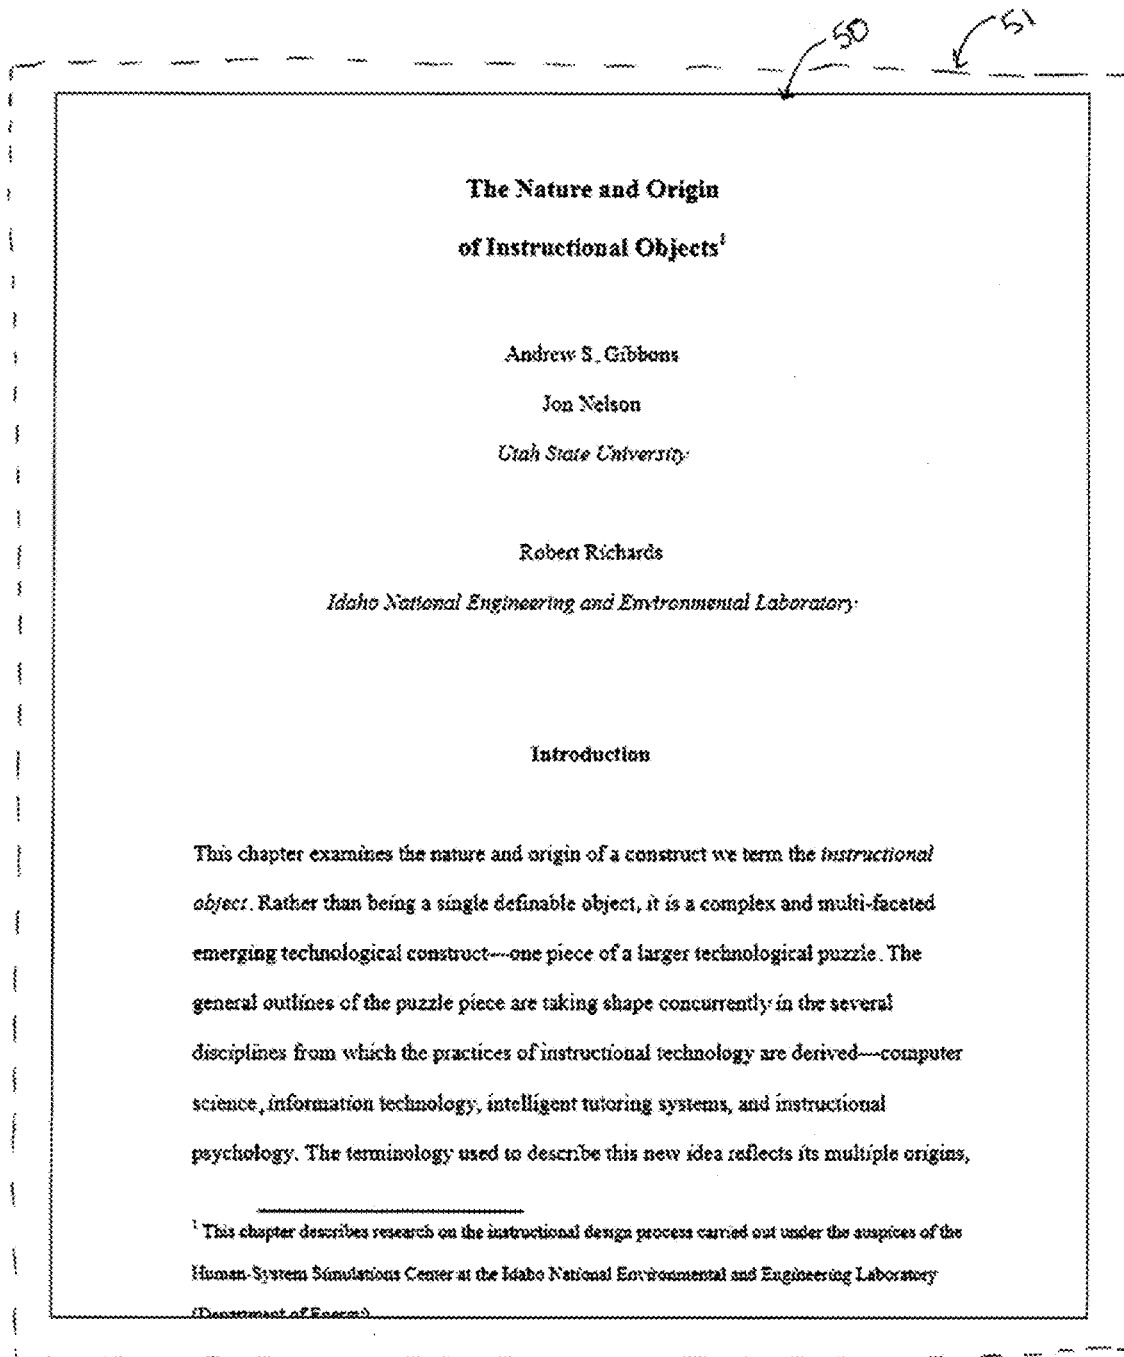 50
51
The Nature and Origin
of Instructional Objects¹
Andrew S. Gibbons
Jon Nelson
Utah State University
Robert Richards
Idaho National Engineering and Environmental Laboratory
Introduction
This chapter examines the nature and origin of a construct we term the instructional
object. Rather than being a single definable object, it is a complex and multi-faceted
emerging technological construct—one piece of a larger technological puzzle. The
general outlines of the puzzle piece are taking shape concurrently in the several
disciplines from which the practices of instructional technology are derived—computer
science, information technology, intelligent tutoring systems, and instructional
psychology. The terminology used to describe this new idea reflects its multiple origins,
¹ This chapter describes research on the instructional design process carried out under the auspices of the
Human-System Simulations Center at the Idaho National Environmental and Engineering Laboratory
(Department of Energy)